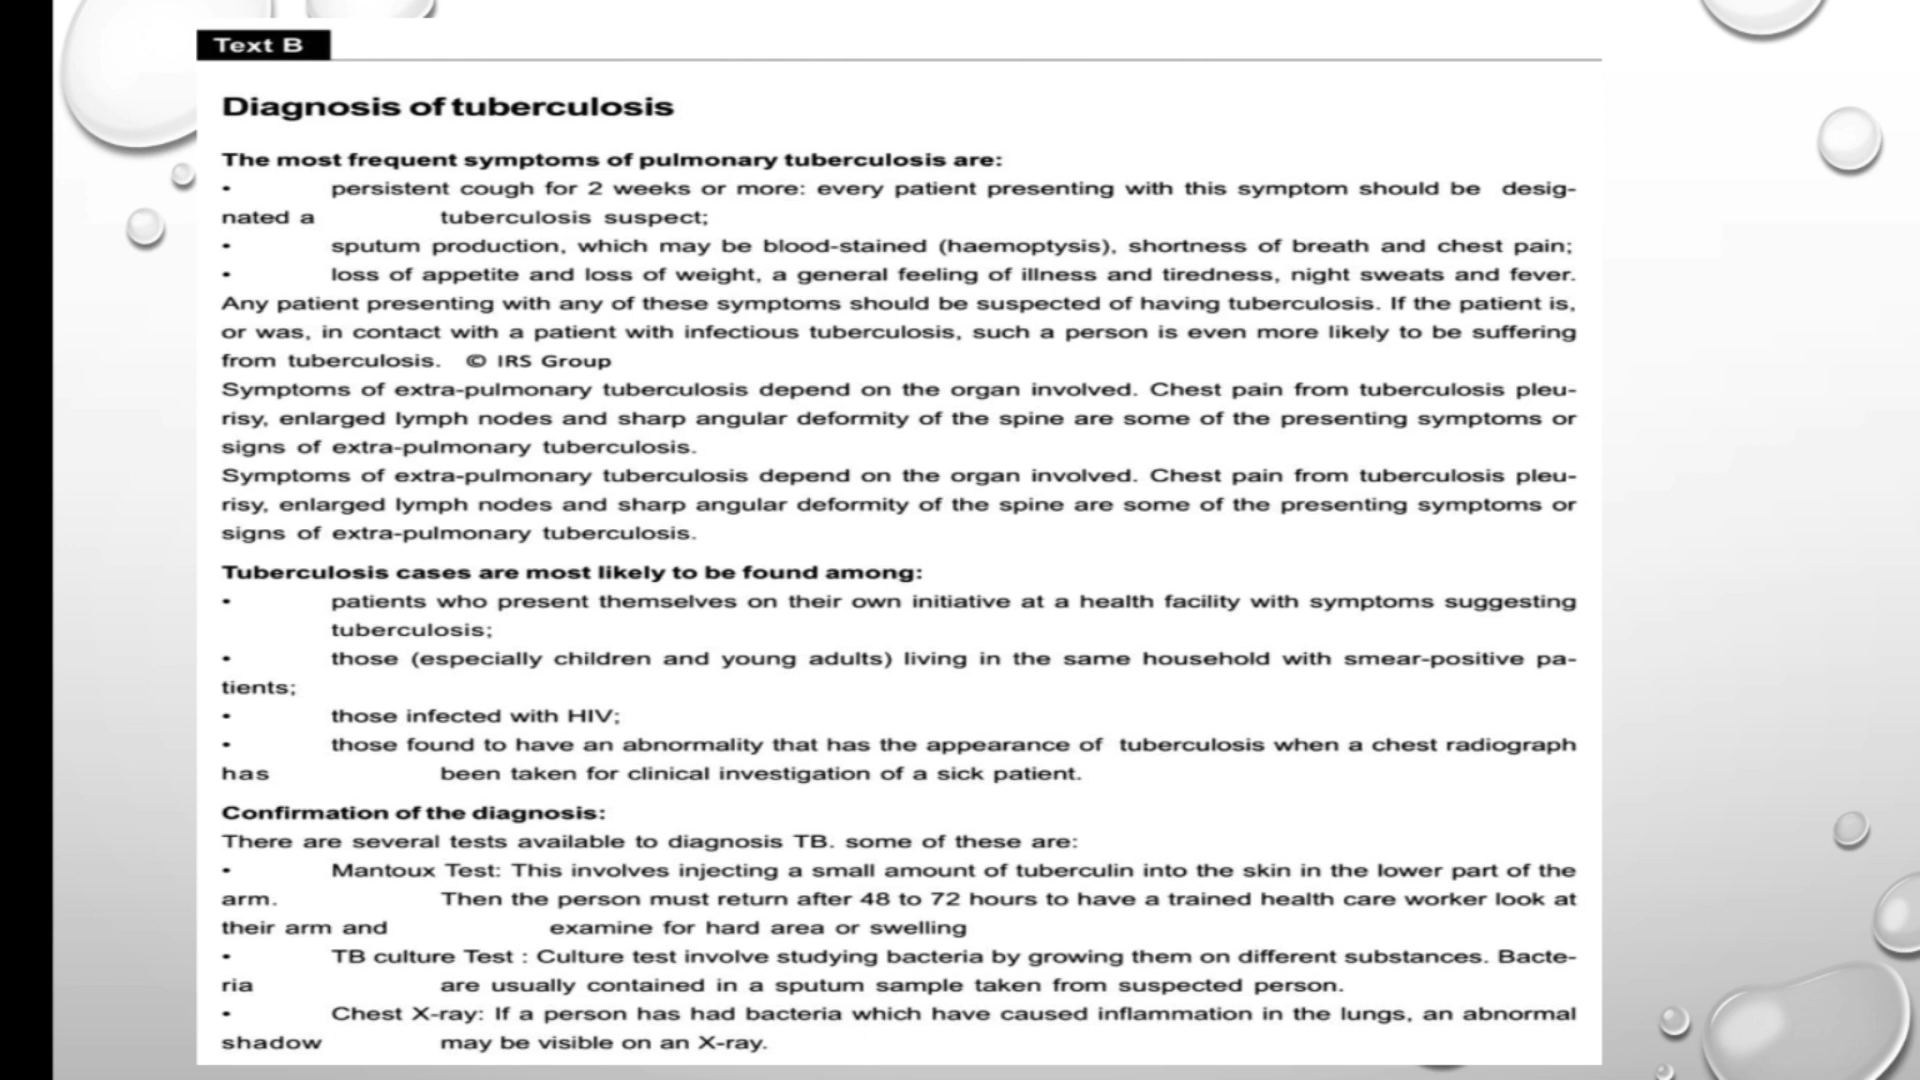 Text B
Diagnosis of tuberculosis
The most frequent symptoms of pulmonary tuberculosis are:
• persistent cough for 2 weeks or more: every patient presenting with this symptom should be desig-
nated a tuberculosis suspect;
• sputum production, which may be blood-stained (haemoptysis), shortness of breath and chest pain;
• loss of appetite and loss of weight, a general feeling of illness and tiredness, night sweats and fever.
Any patient presenting with any of these symptoms should be suspected of having tuberculosis. If the patient is,
or was, in contact with a patient with infectious tuberculosis, such a person is even more likely to be suffering
from tuberculosis. © IRS Group
Symptoms of extra-pulmonary tuberculosis depend on the organ involved. Chest pain from tuberculosis pleu-
risy, enlarged lymph nodes and sharp angular deformity of the spine are some of the presenting symptoms or
signs of extra-pulmonary tuberculosis.
Symptoms of extra-pulmonary tuberculosis depend on the organ involved. Chest pain from tuberculosis pleu-
risy, enlarged lymph nodes and sharp angular deformity of the spine are some of the presenting symptoms or
signs of extra-pulmonary tuberculosis.
Tuberculosis cases are most likely to be found among:
• patients who present themselves on their own initiative at a health facility with symptoms suggesting
tuberculosis;
• those (especially children and young adults) living in the same household with smear-positive pa-
tients;
• those infected with HIV;
• those found to have an abnormality that has the appearance of tuberculosis when a chest radiograph
has been taken for clinical investigation of a sick patient.
Confirmation of the diagnosis:
There are several tests available to diagnosis TB. some of these are:
• Mantoux Test: This involves injecting a small amount of tuberculin into the skin in the lower part of the
arm. Then the person must return after 48 to 72 hours to have a trained health care worker look at
their arm and examine for hard area or swelling
• TB culture Test : Culture test involve studying bacteria by growing them on different substances. Bacte-
ria are usually contained in a sputum sample taken from suspected person.
• Chest X-ray: If a person has had bacteria which have caused inflammation in the lungs, an abnormal
shadow may be visible on an X-ray.